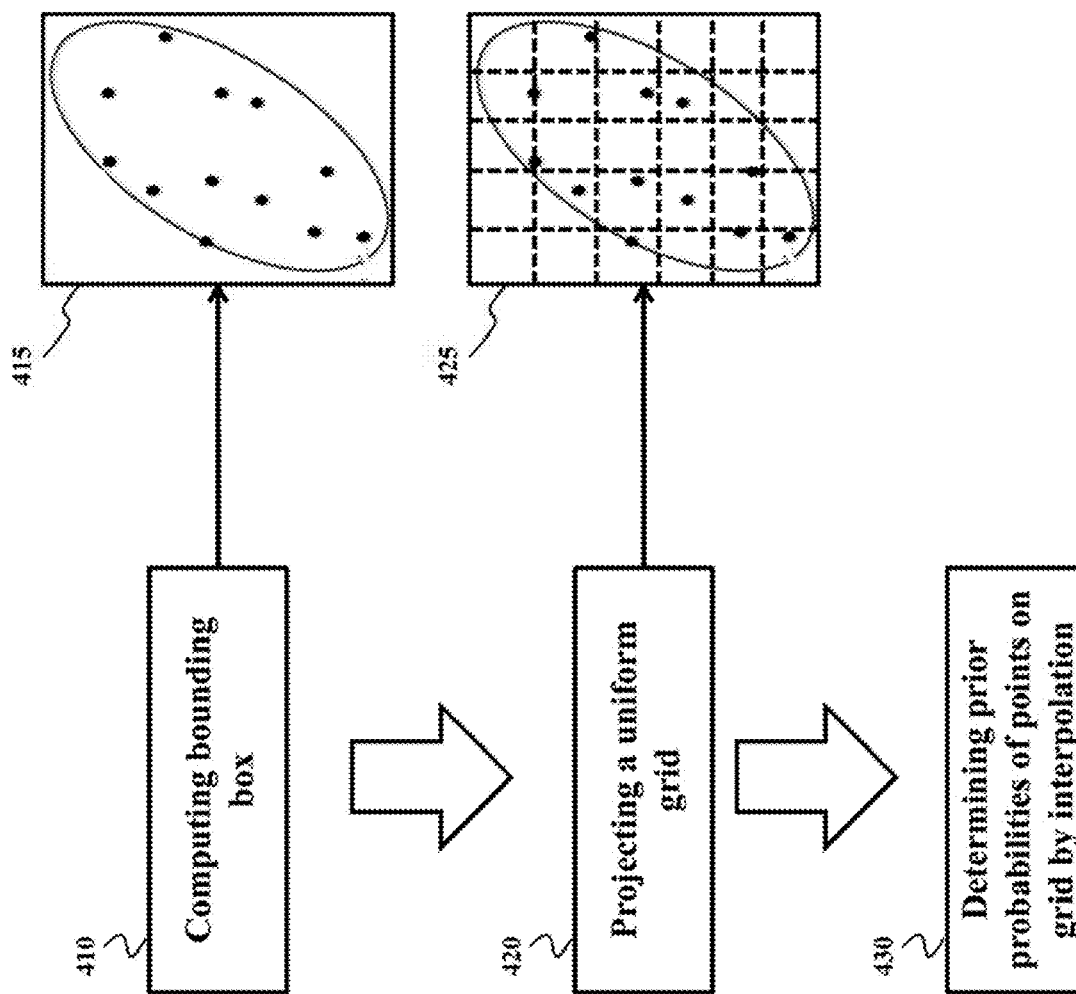 410
Computing bounding
box
415
420
Projecting a uniform
grid
425
430
Determining prior
probabilities of points on
grid by interpolation